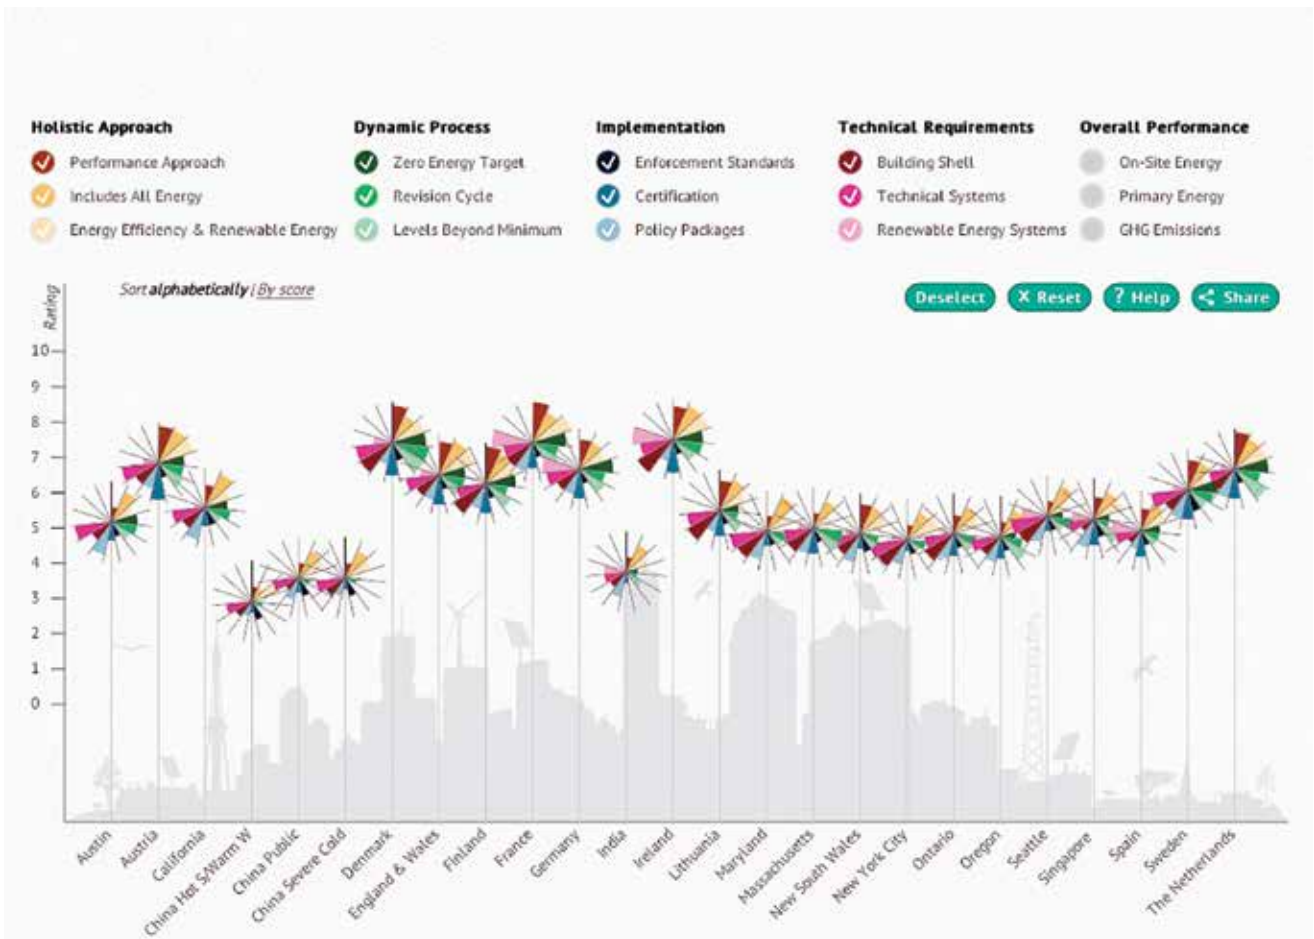 Holistic Approach
Performance Approach
Includes All Energy
Energy Efficiency & Renewable Energy
Dynamic Process
Zero Energy Target
Revision Cycle
Levels Beyond Minimum
Implementation
Enforcement Standards
Certification
Policy Packages
Technical Requirements
Building Shell
Technical Systems
Renewable Energy Systems
Overall Performance
On-Site Energy
Primary Energy
GHG Emissions
Sort alphabetically | By score
Deselect
X Reset
? Help
Share
Rating
10
9
8
7
6
5
4
3
2
1
0
Austin
Austria
California
China Hot S/Warm W
China Public
China Severe Cold
Denmark
England & Wales
Finland
France
Germany
India
Ireland
Lithuania
Maryland
Massachusetts
New South Wales
New York City
Ontario
Oregon
Seattle
Singapore
Spain
Sweden
The Netherlands